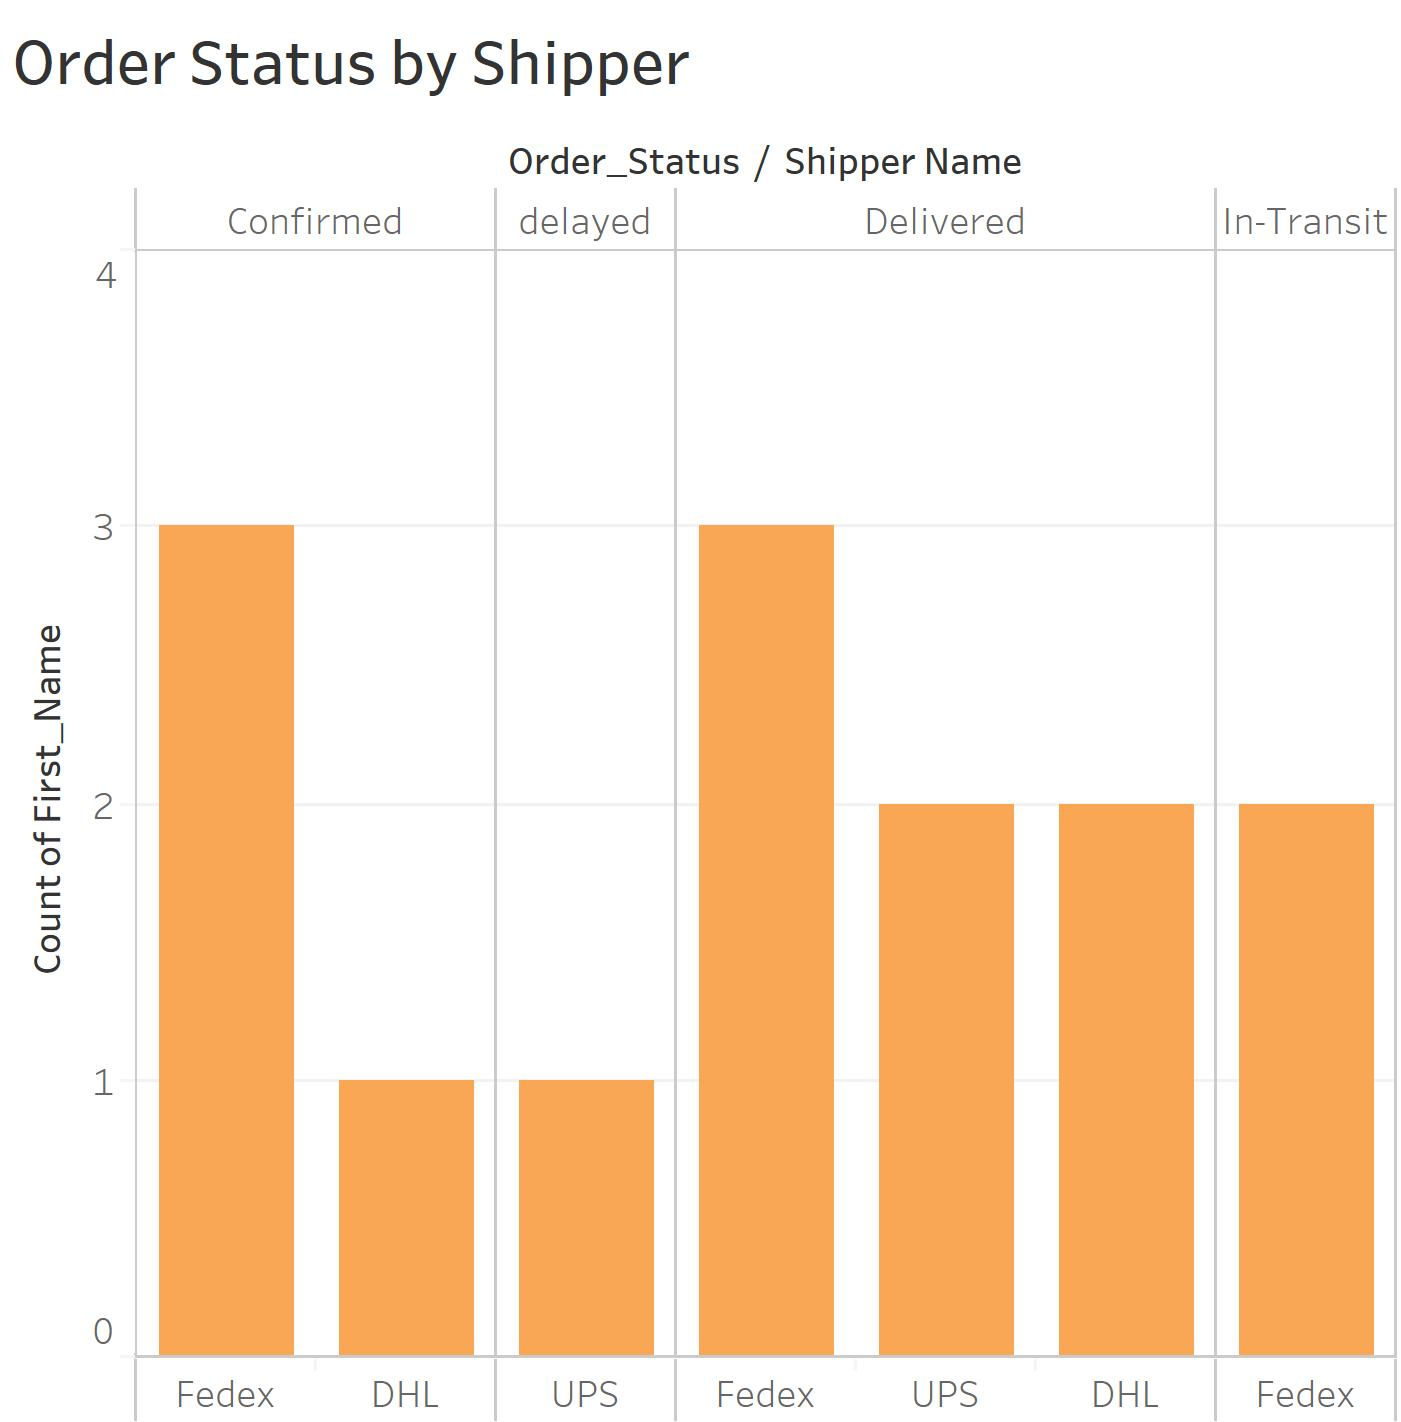 Order Status by Shipper
Order_Status / Shipper Name
Confirmed delayed Delivered In-Transit
4
3
2
1
0
Count of First_Name
Fedex DHL UPS Fedex UPS DHL Fedex